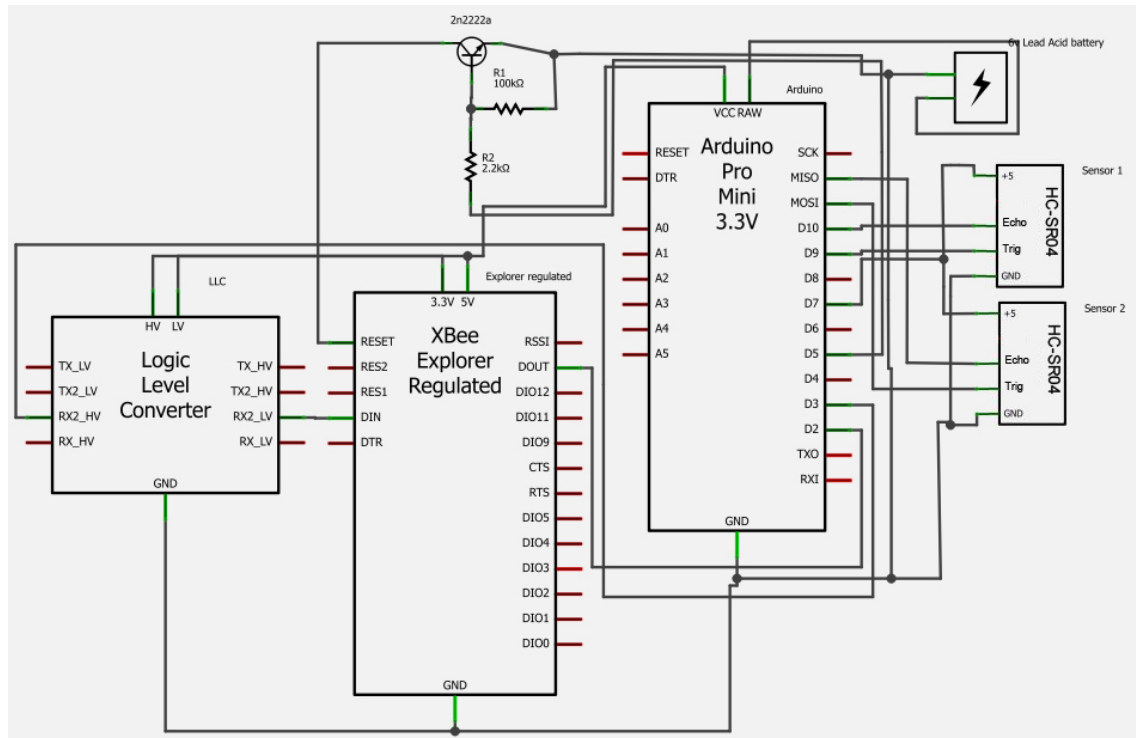 2n2222a
R1
100kΩ
R2
2.2kΩ
6v Lead Acid battery
Arduino
VCC RAW
Arduino
Pro
Mini
3.3V
RESET
DTR
A0
A1
A2
A3
A4
A5
SCK
MISO
MOSI
D10
D9
D8
D7
D6
D5
D4
D3
D2
TXO
RXI
GND
Sensor 1
+5
Echo
Trig
GND
HC-SR04
Sensor 2
+5
Echo
Trig
GND
HC-SR04
LLC
HV LV
Logic
Level
Converter
TX_LV
TX2_LV
RX2_HV
RX_HV
TX_HV
TX2_HV
RX2_LV
RX_LV
GND
Explorer regulated
3.3V 5V
XBee
Explorer
Regulated
RESET
RES2
RES1
DIN
DTR
RSSI
DOUT
DIO12
DIO11
DIO9
CTS
RTS
DIO5
DIO4
DIO3
DIO2
DIO1
DIO0
GND